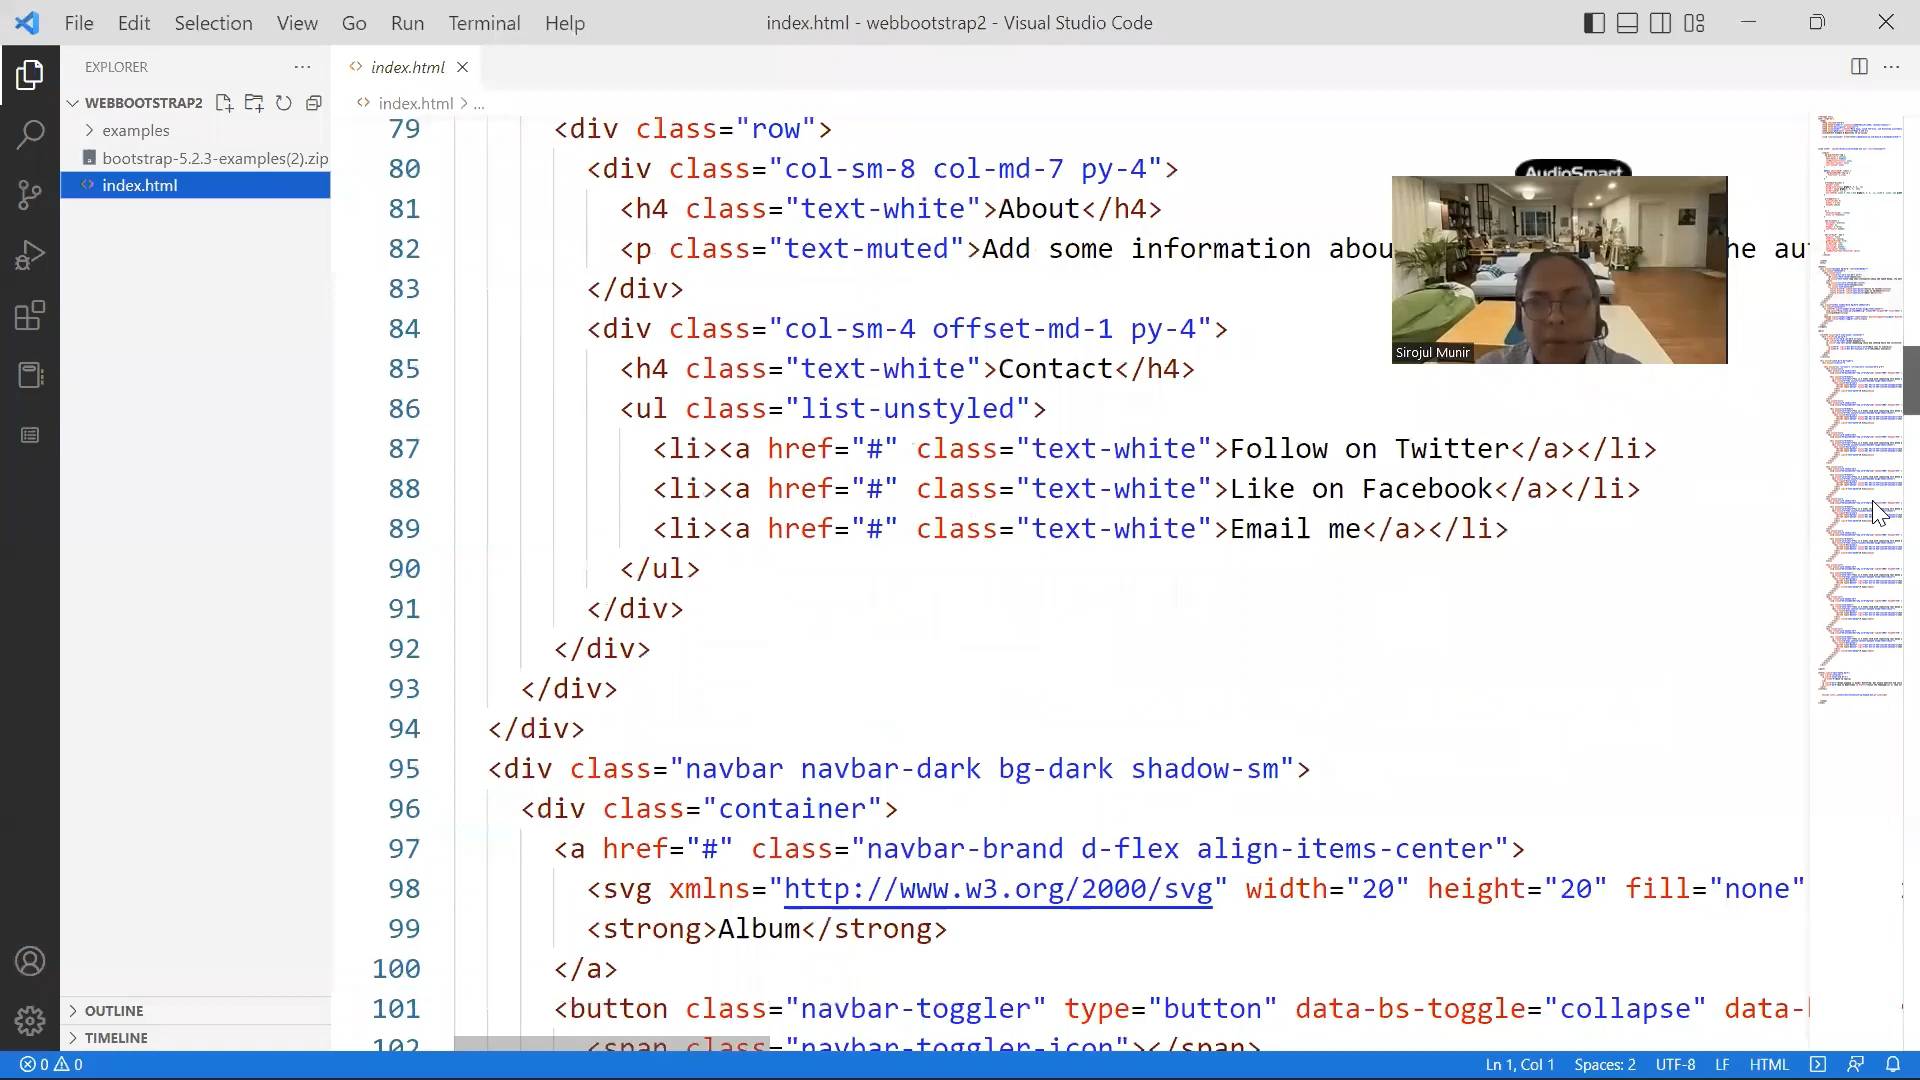 File Edit Selection View Go Run Terminal Help index.html - webbootstrap2 - Visual Studio Code
EXPLORER
WEBBOOTSTRAP2
examples
bootstrap-5.2.3-examples(2).zip
index.html
OUTLINE
TIMELINE
index.html
index.html > ...
79 <div class="row">
80 <div class="col-sm-8 col-md-7 py-4">
81 <h4 class="text-white">About</h4>
82 <p class="text-muted">Add some information abou he au
83 </div>
84 <div class="col-sm-4 offset-md-1 py-4">
85 <h4 class="text-white">Contact</h4>
86 <ul class="list-unstyled">
87 <li><a href="#" class="text-white">Follow on Twitter</a></li>
88 <li><a href="#" class="text-white">Like on Facebook</a></li>
89 <li><a href="#" class="text-white">Email me</a></li>
90 </ul>
91 </div>
92 </div>
93 </div>
94 </div>
95 <div class="navbar navbar-dark bg-dark shadow-sm">
96 <div class="container">
97 <a href="#" class="navbar-brand d-flex align-items-center">
98 <svg xmlns="http://www.w3.org/2000/svg" width="20" height="20" fill="none"
99 <strong>Album</strong>
100 </a>
101 <button class="navbar-toggler" type="button" data-bs-toggle="collapse" data-
102 <span class="navbar-toggler-icon"></span>
AudioSmart
Sirojul Munir
0 0
Ln 1, Col 1 Spaces: 2 UTF-8 LF HTML